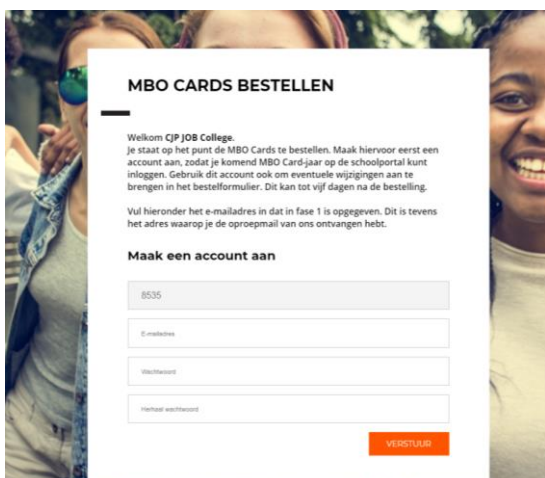 MBO CARDS BESTELLEN
Welkom CJP JOB College.
Je staat op het punt de MBO Cards te bestellen. Maak hiervoor eerst een
account aan, zodat je komend MBO Card-jaar op de schoolportal kunt
inloggen. Gebruik dit account ook om eventuele wijzigingen aan te
brengen in het bestelformulier. Dit kan tot vijf dagen na de bestelling.
Vul hieronder het e-mailadres in dat in fase 1 is opgegeven. Dit is tevens
het adres waarop je de oproepmail van ons ontvangen hebt.
Maak een account aan
8535
E-mailadres
Wachtwoord
Herhaal wachtwoord
VERSTUUR